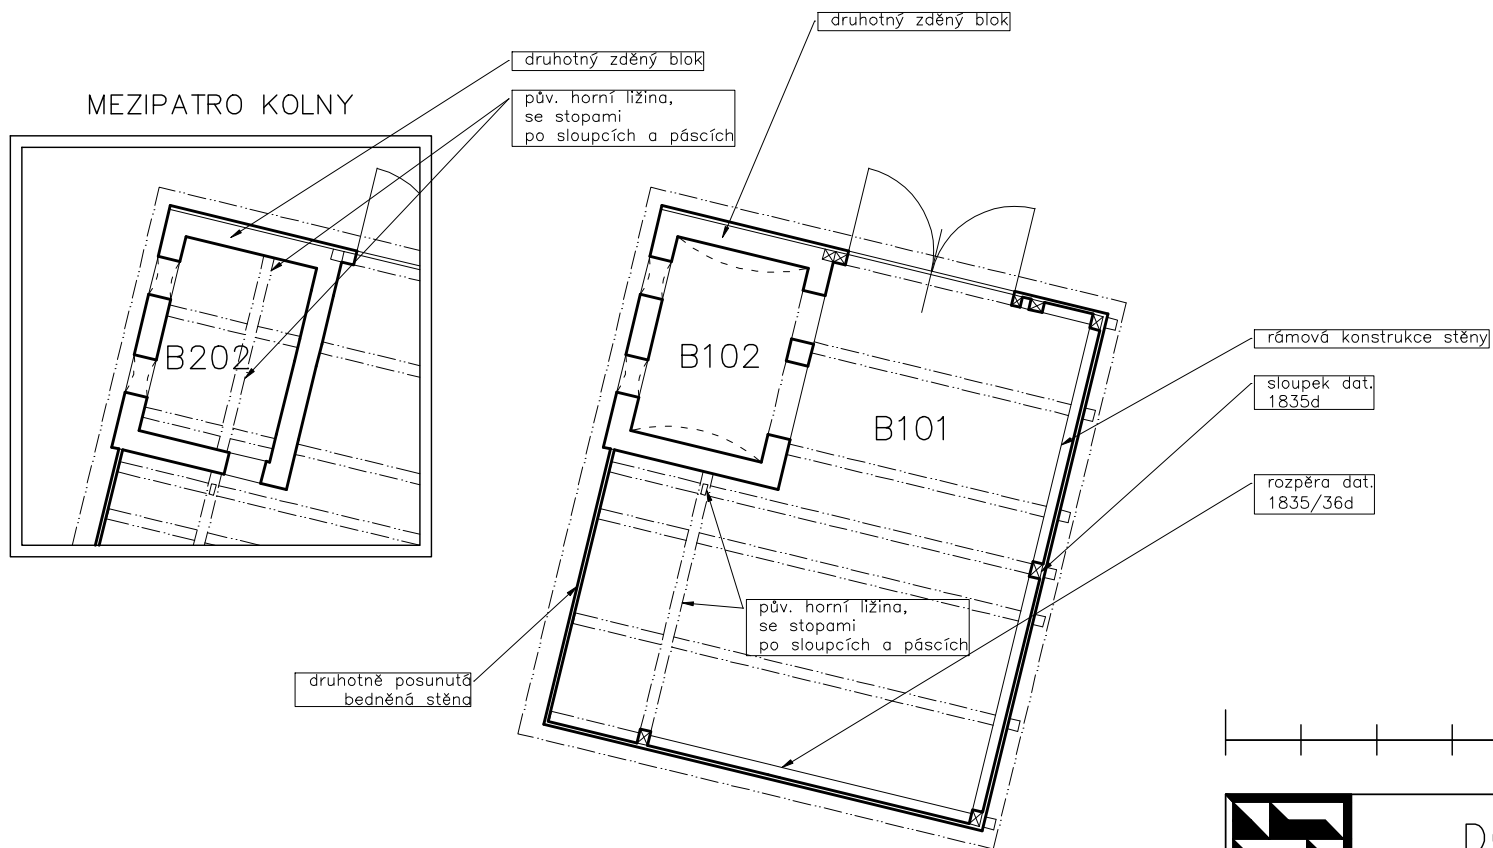 druhotný zděný blok
druhotný zděný blok
MEZIPATRO KOLNY
pův. horní ližina,
se stopami
po sloupcích a páscích
B202
B102
B101
rámová konstrukce stěny
sloupek dat.
1835d
rozpěra dat.
1835/36d
pův. horní ližina,
se stopami
po sloupcích a páscích
druhotně posunutá
bedněná stěna